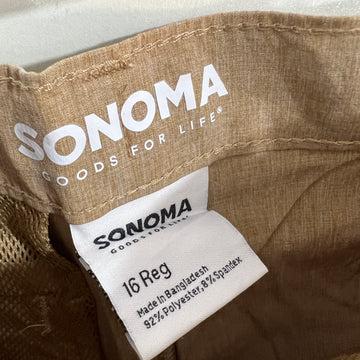 SONOMA
GOODS FOR LIFE®
SONOMA
GOODS FOR LIFE®
16 Reg
Made in Bangladesh
92% Polyester, 8% Spandex